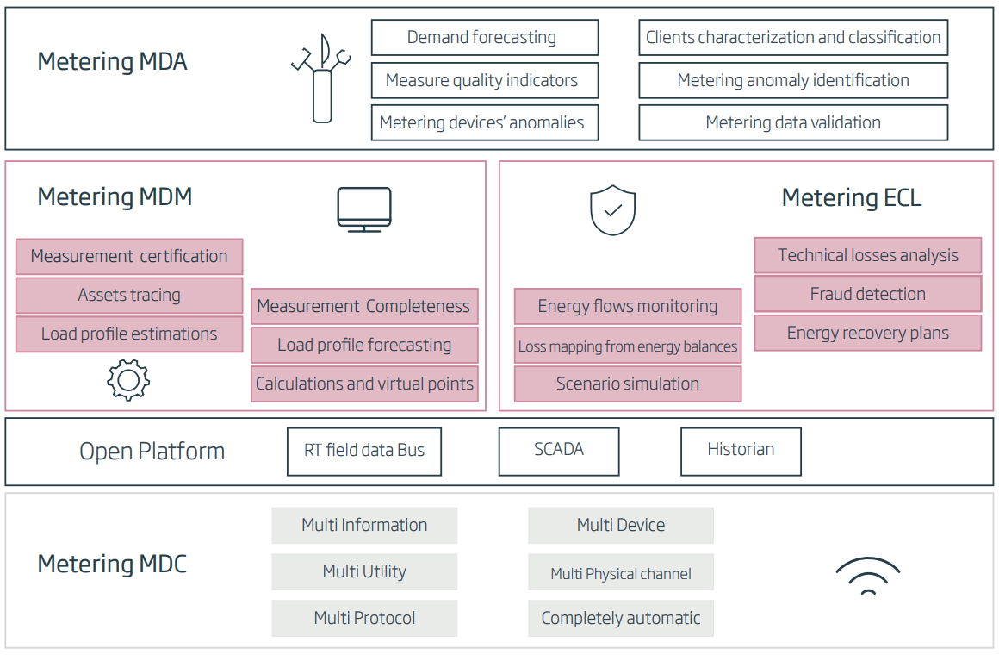 Metering MDA
Demand forecasting
Clients characterization and classification
Measure quality indicators
Metering anomaly identification
Metering devices' anomalies
Metering data validation
Metering MDM
Measurement certification
Assets tracing
Load profile estimations
Measurement Completeness
Load profile forecasting
Calculations and virtual points
Metering ECL
Energy flows monitoring
Loss mapping from energy balances
Scenario simulation
Technical losses analysis
Fraud detection
Energy recovery plans
Open Platform
RT field data Bus
SCADA
Historian
Metering MDC
Multi Information
Multi Device
Multi Utility
Multi Physical channel
Multi Protocol
Completely automatic